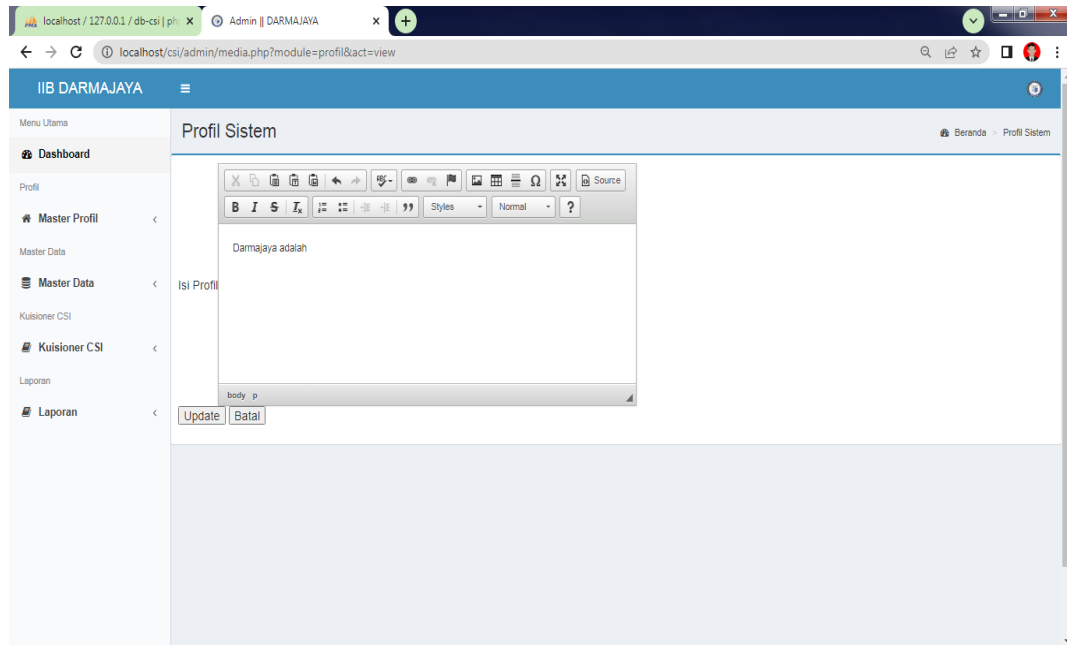 localhost / 127.0.0.1 / db-csi | ph
Admin || DARMAJAYA
localhost/csi/admin/media.php?module=profil&act=view
IIB DARMAJAYA
Menu Utama
Dashboard
Profil
Master Profil
Master Data
Master Data
Kuisioner CSI
Kuisioner CSI
Laporan
Laporan
Profil Sistem
Beranda > Profil Sistem
Source
B I S Ix
Styles
Normal
?
Darmajaya adalah
Isi Profil
body p
Update Batal